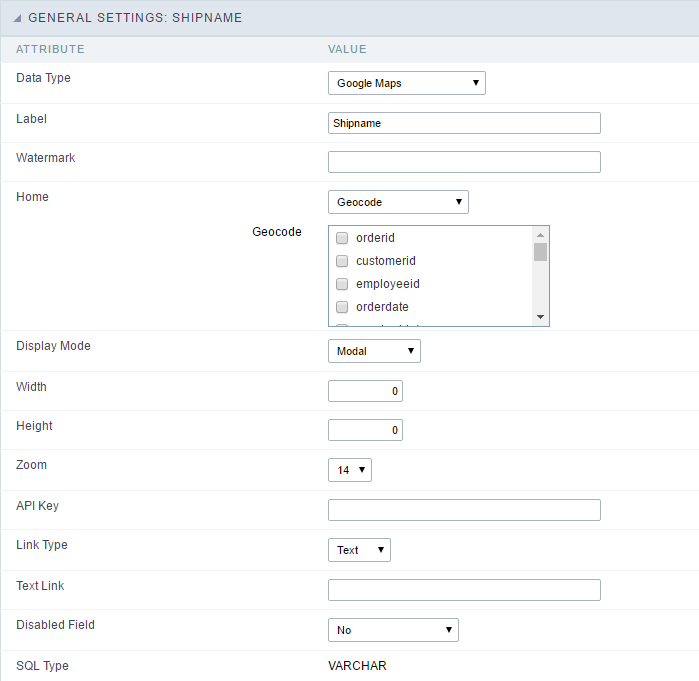 GENERAL SETTINGS: SHIPNAME
ATTRIBUTE VALUE
Data Type Google Maps
Label Shipname
Watermark
Home Geocode
Geocode orderid
customerid
employeeid
orderdate
Display Mode Modal
Width 0
Height 0
Zoom 14
API Key
Link Type Text
Text Link
Disabled Field No
SQL Type VARCHAR